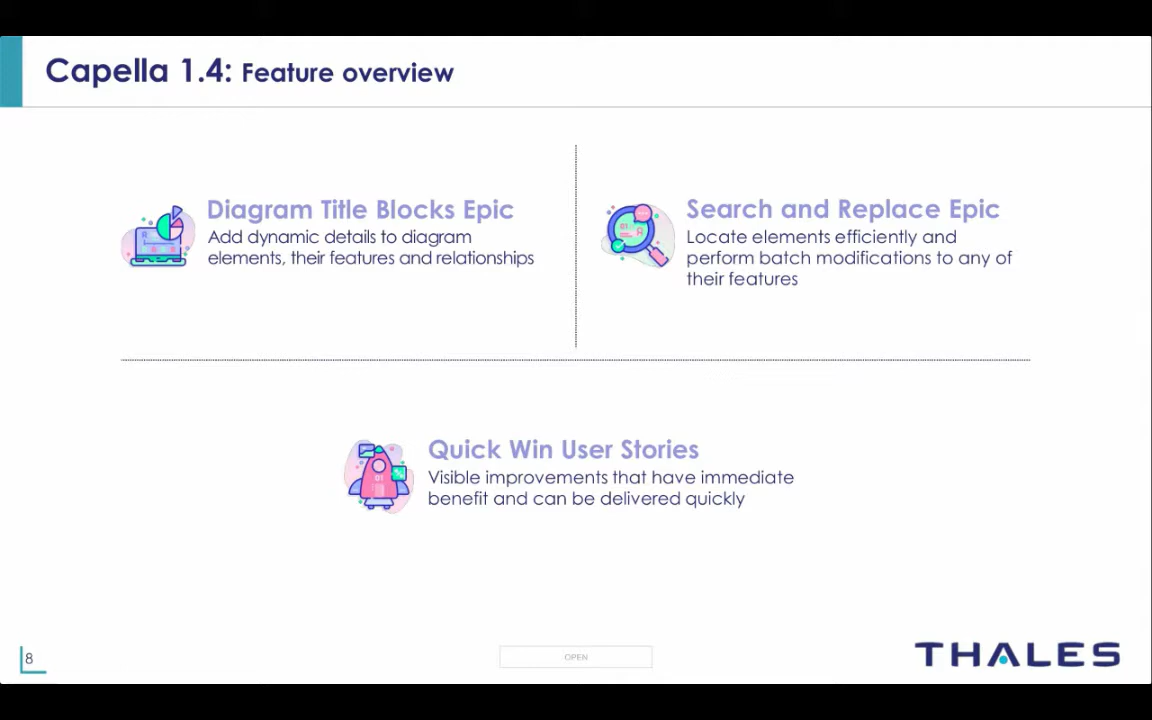 Capella 1.4: Feature overview
Diagram Title Blocks Epic
Add dynamic details to diagram
elements, their features and relationships
Search and Replace Epic
Locate elements efficiently and
perform batch modifications to any of
their features
Quick Win User Stories
Visible improvements that have immediate
benefit and can be delivered quickly
8
OPEN
THALES